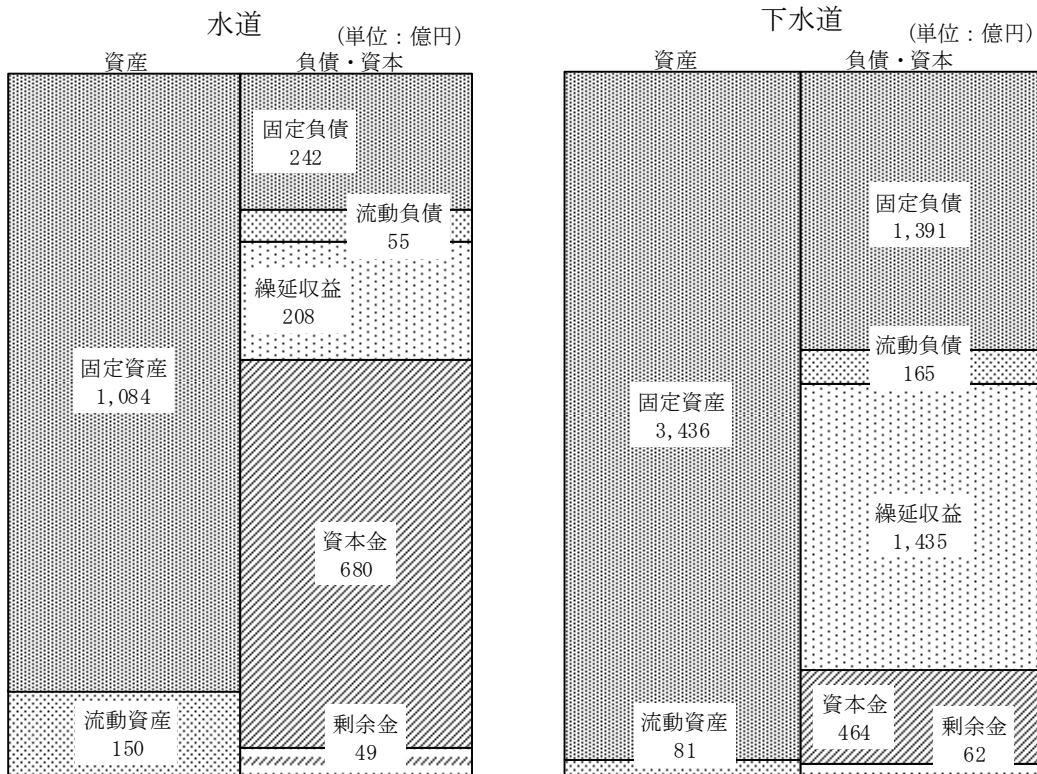 水道
(単位：億円)
資産
負債・資本
固定負債
242
流動負債
55
繰延収益
208
固定資産
1,084
資本金
680
流動資産
150
剰余金
49
下水道
(単位：億円)
資産
負債・資本
固定負債
1,391
流動負債
165
固定資産
3,436
繰延収益
1,435
資本金
464
剰余金
62
流動資産
81